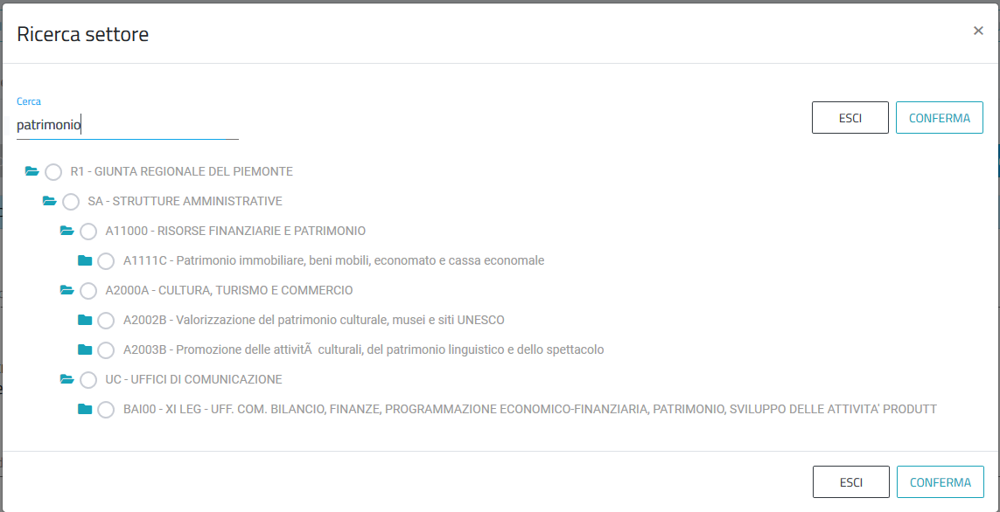 Ricerca settore
×
Cerca
patrimonio
ESCI
CONFERMA
R1 - GIUNTA REGIONALE DEL PIEMONTE
SA - STRUTTURE AMMINISTRATIVE
A11000 - RISORSE FINANZIARIE E PATRIMONIO
A1111C - Patrimonio immobiliare, beni mobili, economato e cassa economale
A2000A - CULTURA, TURISMO E COMMERCIO
A2002B - Valorizzazione del patrimonio culturale, musei e siti UNESCO
A2003B - Promozione delle attivitÃ  culturali, del patrimonio linguistico e dello spettacolo
UC - UFFICI DI COMUNICAZIONE
BAI00 - XI LEG - UFF. COM. BILANCIO, FINANZE, PROGRAMMAZIONE ECONOMICO-FINANZIARIA, PATRIMONIO, SVILUPPO DELLE ATTIVITA' PRODUTT
ESCI
CONFERMA